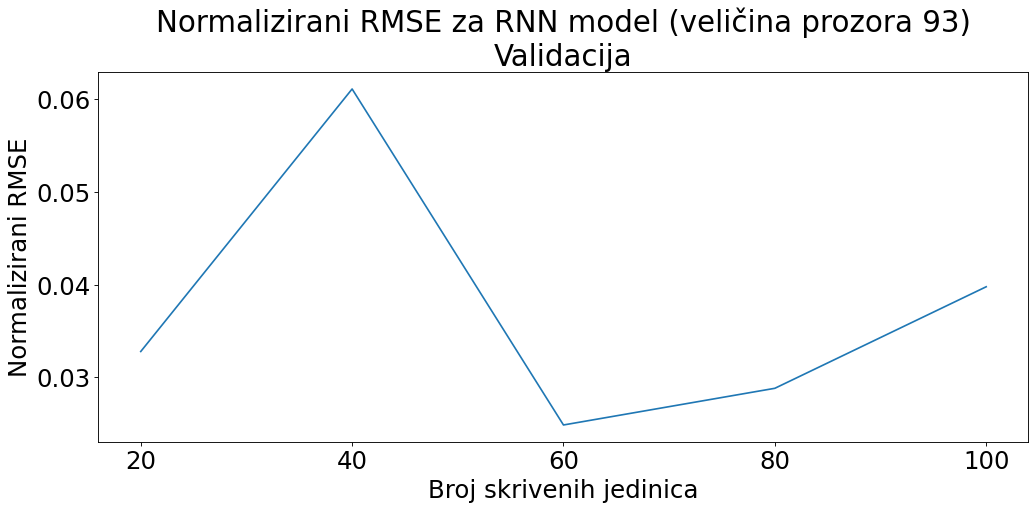 Normalizirani RMSE za RNN model (veličina prozora 93)
Validacija
Normalizirani RMSE
0.06
0.05
0.04
0.03
20 40 60 80 100
Broj skrivenih jedinica